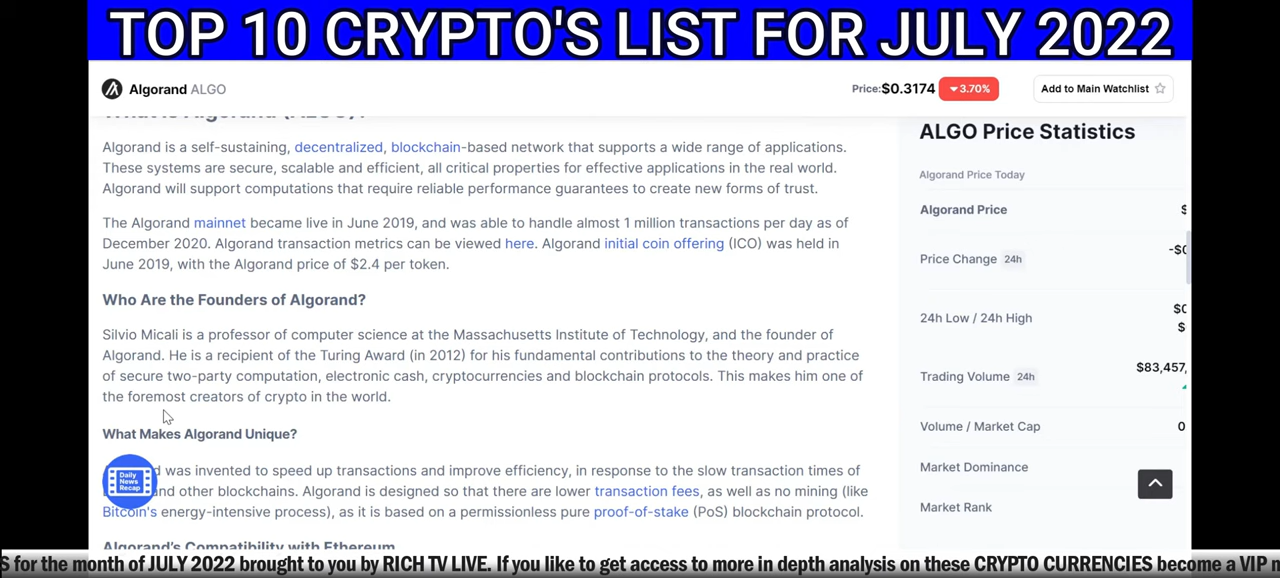 TOP 10 CRYPTO'S LIST FOR JULY 2022
Algorand ALGO
Price:$0.3174 3.70%
Add to Main Watchlist
Algorand is a self-sustaining, decentralized, blockchain-based network that supports a wide range of applications.
These systems are secure, scalable and efficient, all critical properties for effective applications in the real world.
Algorand will support computations that require reliable performance guarantees to create new forms of trust.
The Algorand mainnet became live in June 2019, and was able to handle almost 1 million transactions per day as of
December 2020. Algorand transaction metrics can be viewed here. Algorand initial coin offering (ICO) was held in
June 2019, with the Algorand price of $2.4 per token.
Who Are the Founders of Algorand?
Silvio Micali is a professor of computer science at the Massachusetts Institute of Technology, and the founder of
Algorand. He is a recipient of the Turing Award (in 2012) for his fundamental contributions to the theory and practice
of secure two-party computation, electronic cash, cryptocurrencies and blockchain protocols. This makes him one of
the foremost creators of crypto in the world.
What Makes Algorand Unique?
was invented to speed up transactions and improve efficiency, in response to the slow transaction times of
and other blockchains. Algorand is designed so that there are lower transaction fees, as well as no mining (like
Bitcoin's energy-intensive process), as it is based on a permissionless pure proof-of-stake (PoS) blockchain protocol.
Algorand's Compatibility with Ethereum
Daily
News
Recap
ALGO Price Statistics
Algorand Price Today
Algorand Price $
Price Change 24h -$0
24h Low / 24h High $0
$
Trading Volume 24h $83,457,
Volume / Market Cap 0
Market Dominance
Market Rank
S for the month of JULY 2022 brought to you by RICH TV LIVE. If you like to get access to more in depth analysis on these CRYPTO CURRENCIES become a VIP